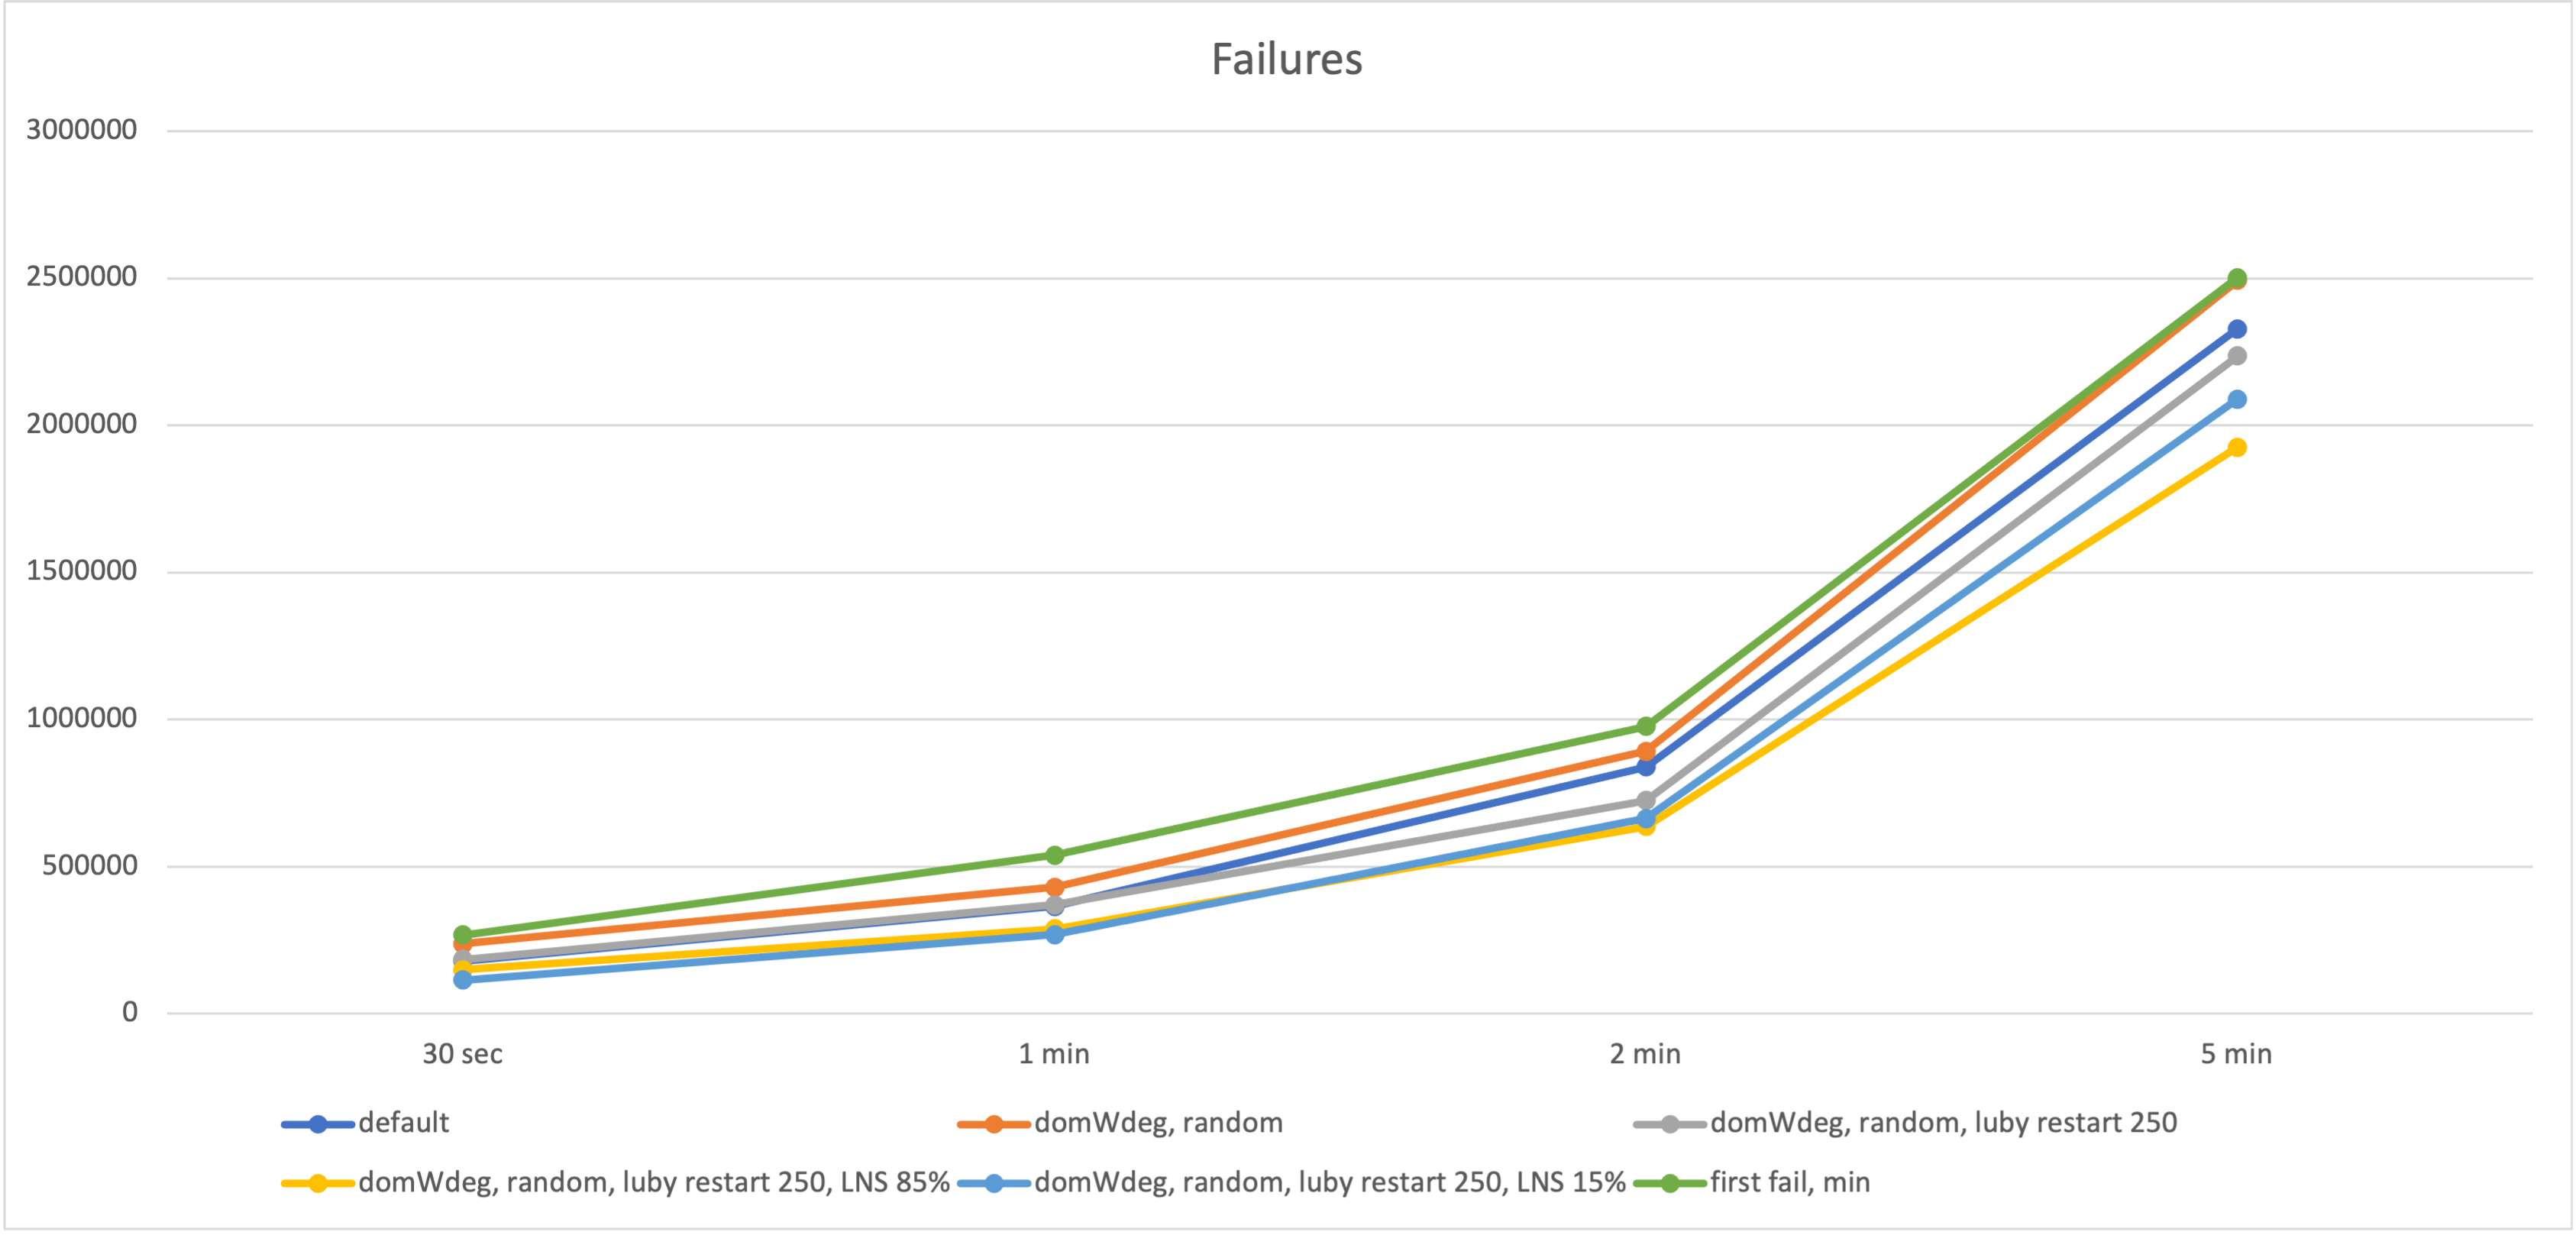 Failures
3000000
2500000
2000000
1500000
1000000
500000
0
30 sec 1 min 2 min 5 min
default domWdeg, random domWdeg, random, luby restart 250
domWdeg, random, luby restart 250, LNS 85% domWdeg, random, luby restart 250, LNS 15% first fail, min